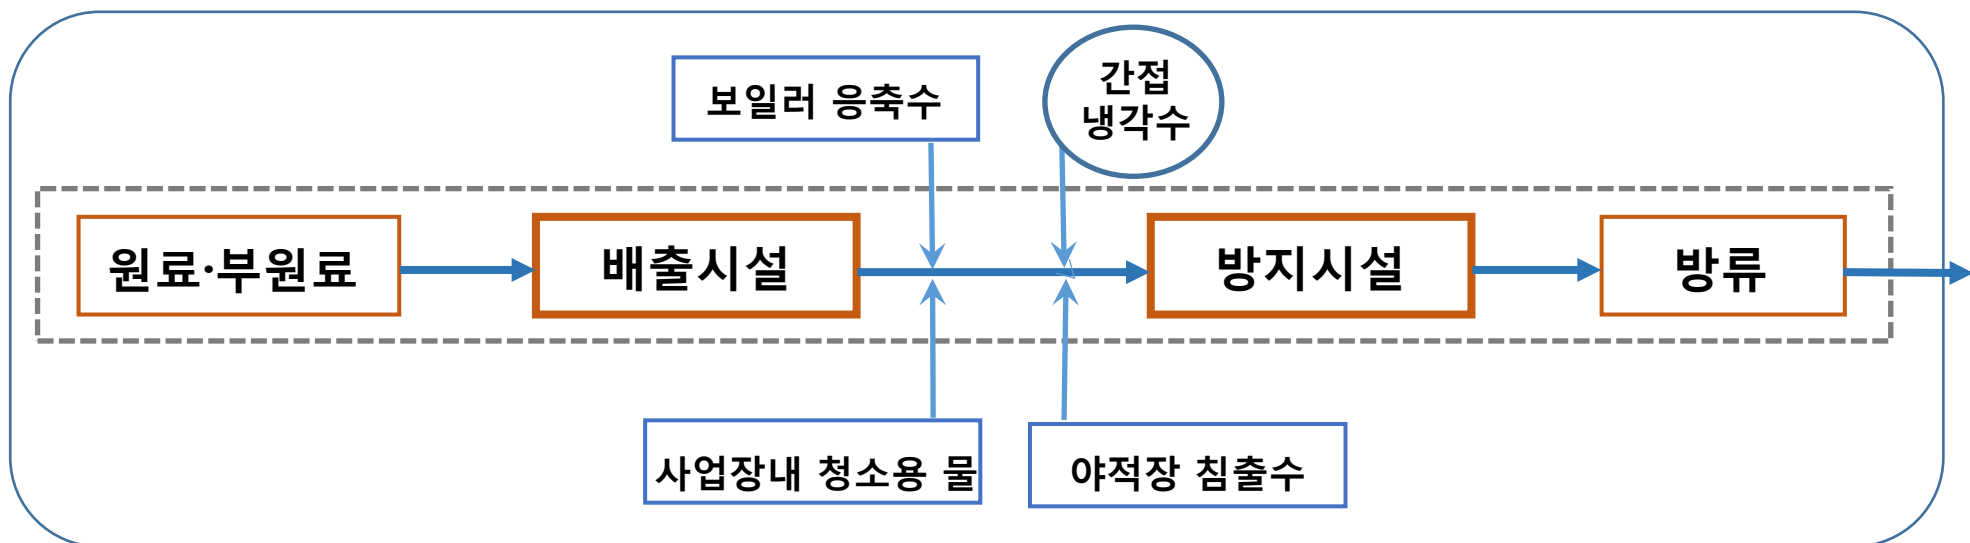 보일러 응축수
간접
냉각수
원료·부원료
배출시설
방지시설
방류
사업장내 청소용 물
야적장 침출수